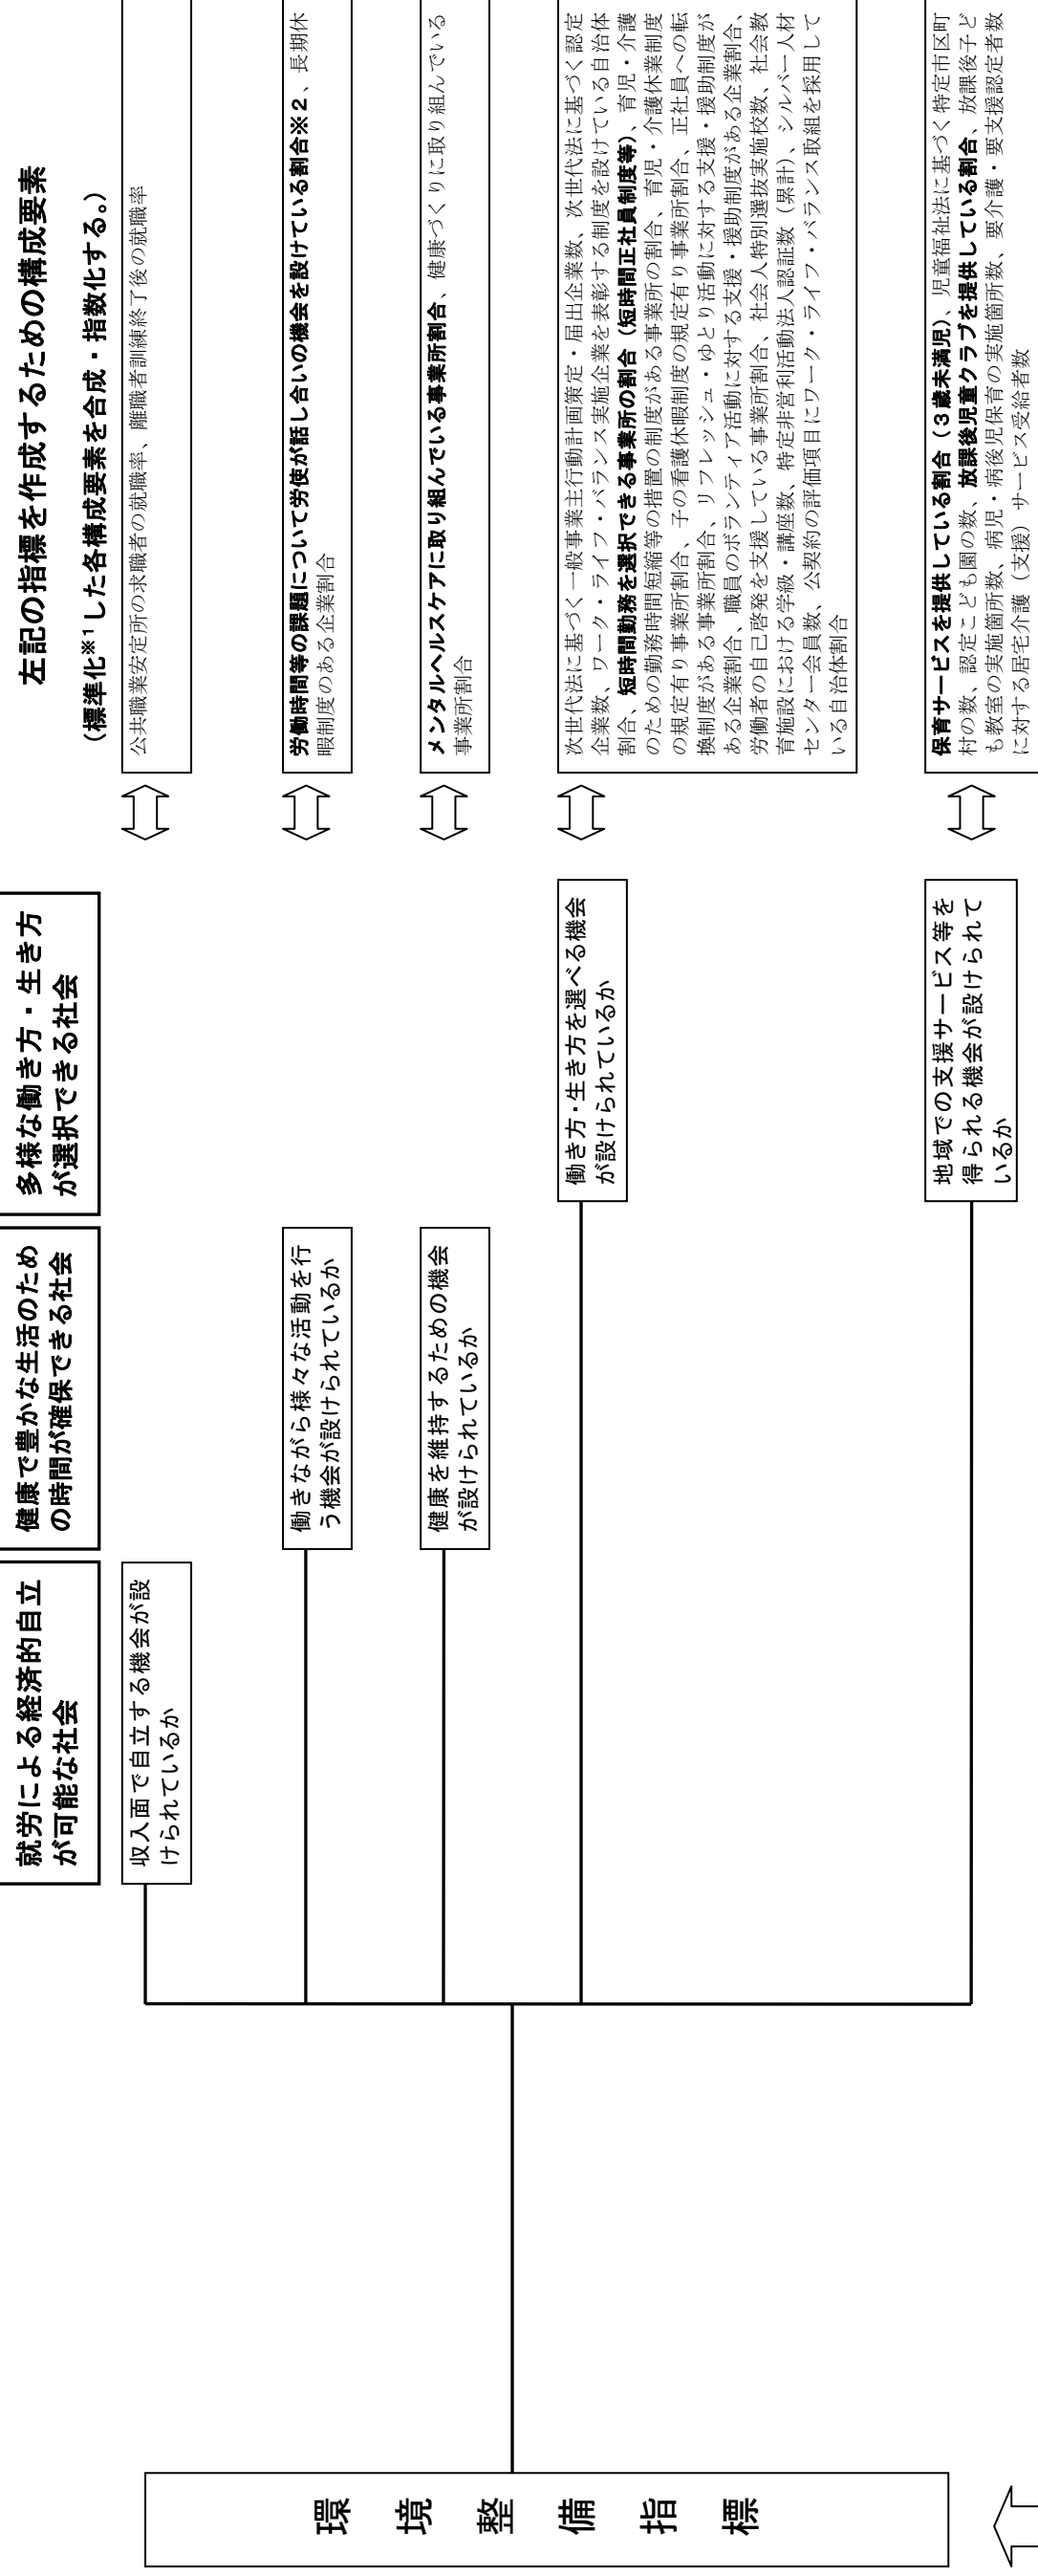 就労による経済的自立
が可能な社会
健康で豊かな生活のため
の時間が確保できる社会
多様な働き方・生き方
が選択できる社会
左記の指標を作成するための構成要素
(標準化※1した各構成要素を合成・指数化する。)
環境整備指標
収入面で自立する機会が設
けられているか
公共職業安定所の求職者の就職率、離職者訓練終了後の就職率
働きながら様々な活動を行
う機会が設けられているか
労働時間等の課題について労使が話し合いの機会を設けている割合※2、長期休
暇制度のある企業割合
健康を維持するための機会
が設けられているか
メンタルヘルスケアに取り組んでいる事業所割合、健康づくりに取り組んでいる
事業所割合
働き方・生き方を選べる機会
が設けられているか
次世代法に基づく一般事業主行動計画策定・届出企業数、次世代法に基づく認定
企業数、ワーク・ライフ・バランス実施企業を表彰する制度を設けている自治体
割合、短時間勤務を選択できる事業所の割合（短時間正社員制度等）、育児・介護
のための勤務時間短縮等の措置の制度がある事業所の割合、育児・介護休業制度
の規定有り事業所割合、子の看護休暇制度の規定有り事業所割合、正社員への転
換制度がある事業所割合、リフレッシュ・ゆとり活動に対する支援・援助制度が
ある企業割合、職員のボランティア活動に対する支援・援助制度がある企業割合、
労働者の自己啓発を支援している事業所割合、社会人特別選抜実施校数、社会教
育施設における学級・講座数、特定非営利活動法人認証数（累計）、シルバー人材
センター会員数、公契約の評価項目にワーク・ライフ・バランス取組を採用して
いる自治体割合
地域での支援サービス等を
得られる機会が設けられて
いるか
保育サービスを提供している割合（３歳未満児）、児童福祉法に基づく特定市区町
村の数、認定こども園の数、放課後児童クラブを提供している割合、放課後子ど
も教室の実施箇所数、病児・病後児保育の実施箇所数、要介護・要支援認定者数
に対する居宅介護（支援）サービス受給者数